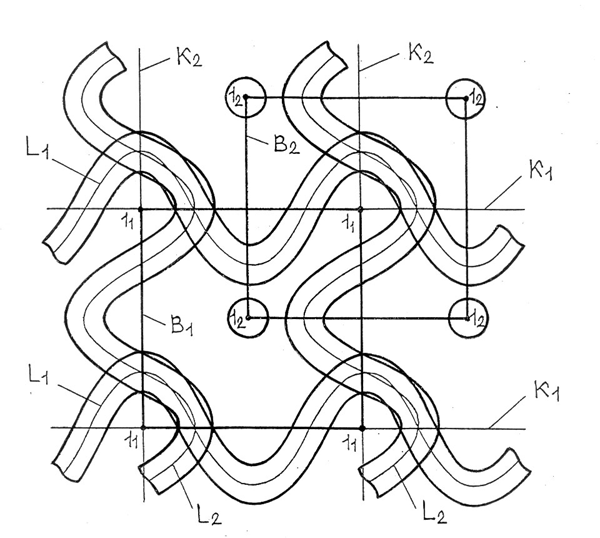 K₂ K₂
1₂ 1₂
L₁ B₂
K₁
1₁ 1₁
1₂ 1₂
B₁
L₁ K₁
1₁ 1₁
L₂ L₂